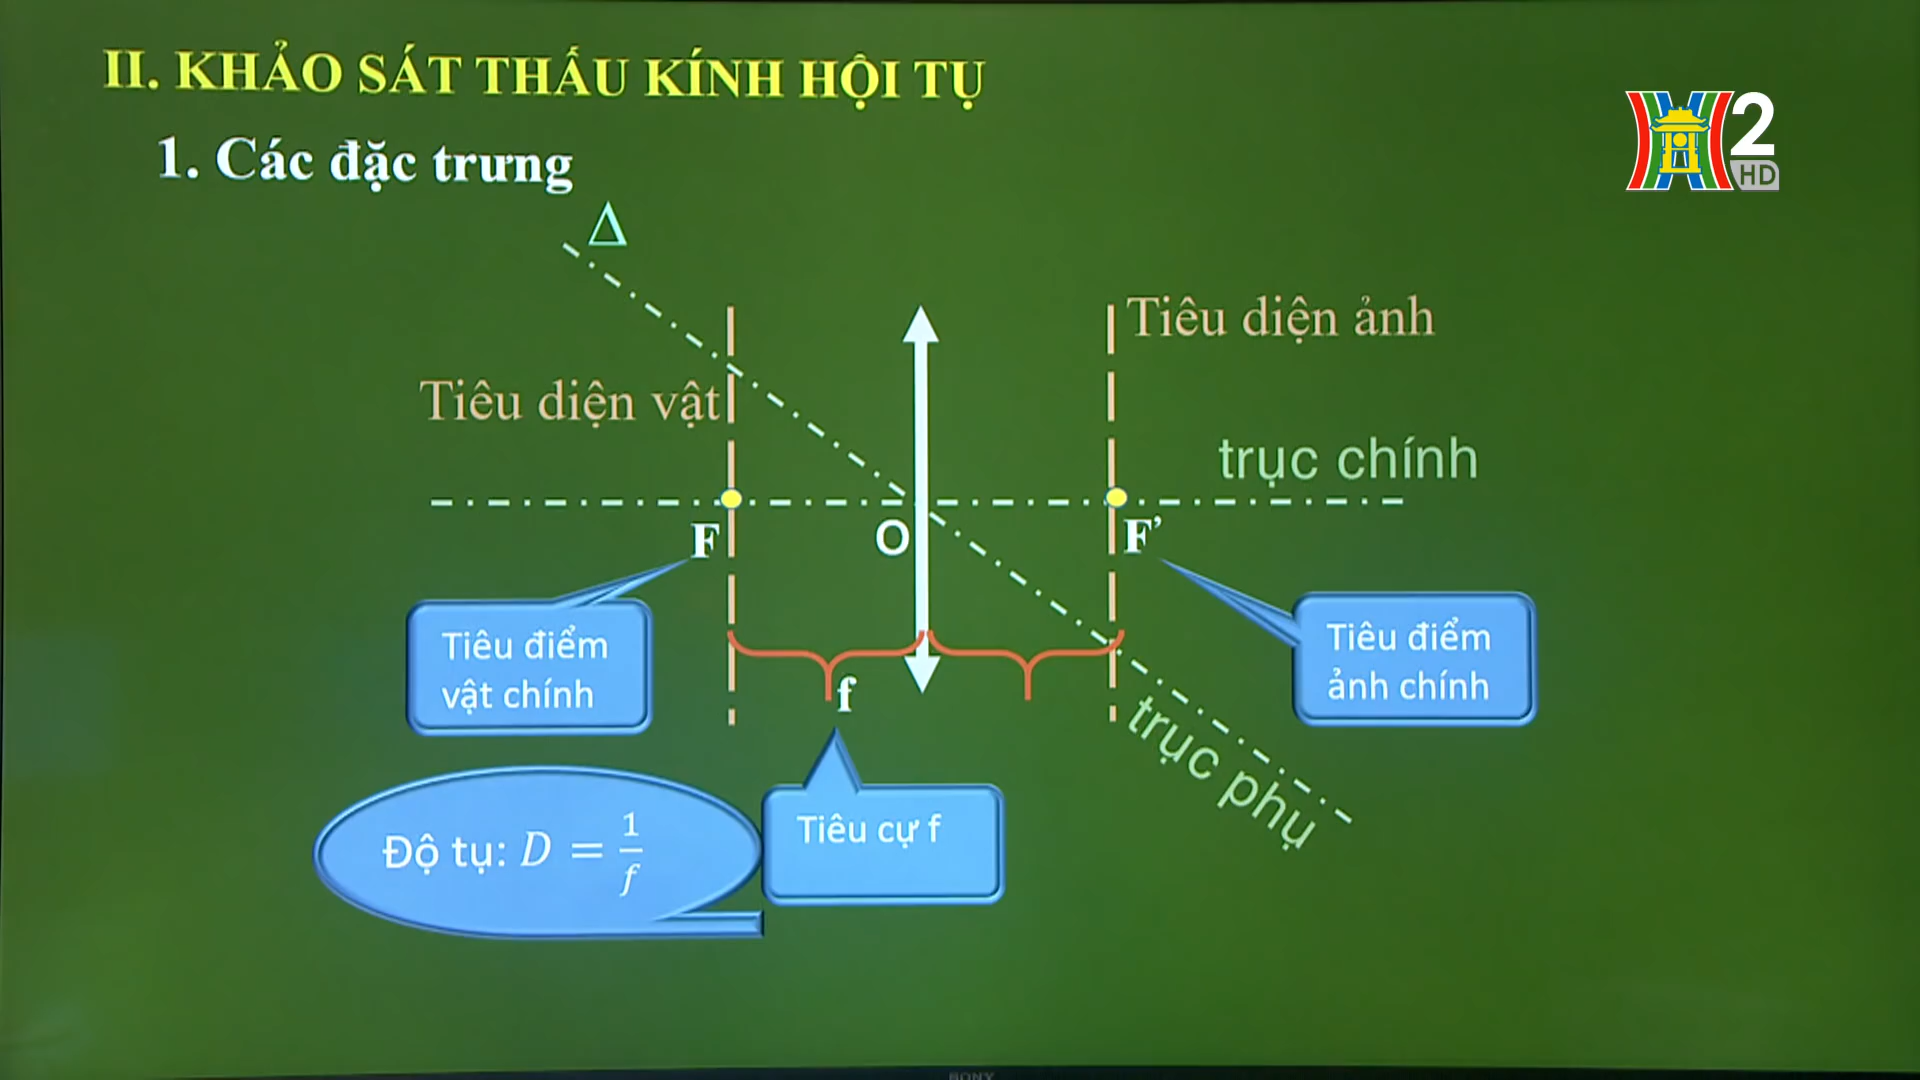 II. KHẢO SÁT THẤU KÍNH HỘI TỤ
2
HD
1. Các đặc trưng
Δ
Tiêu diện ảnh
Tiêu diện vật
trục chính
F
O
F’
Tiêu điểm
vật chính
Tiêu điểm
ảnh chính
f
trục phụ
Tiêu cự f
Độ tụ: D = 1/f
SONY